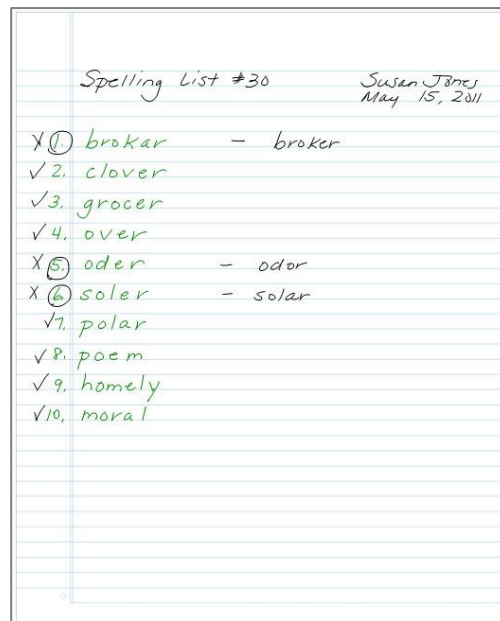 Spelling List #30 Susan Jones
May 15, 2011
X 1. brokar - broker
✓ 2. clover
✓ 3. grocer
✓ 4. over
X 5. oder - odor
X 6. soler - solar
✓ 7. polar
✓ 8. poem
✓ 9. homely
✓ 10. moral